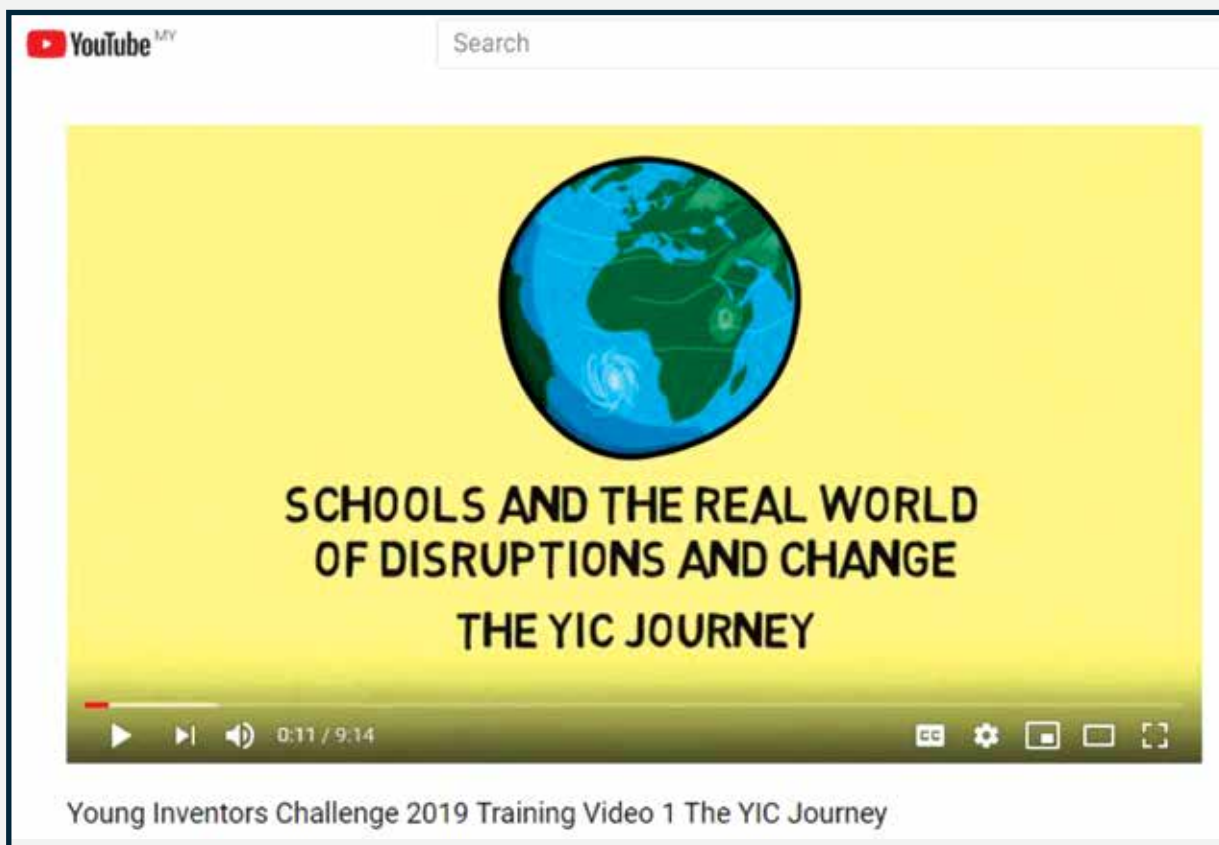 YouTube MY
Search
SCHOOLS AND THE REAL WORLD
OF DISRUPTIONS AND CHANGE
THE YIC JOURNEY
0:11 / 9:14
CC
Young Inventors Challenge 2019 Training Video 1 The YIC Journey